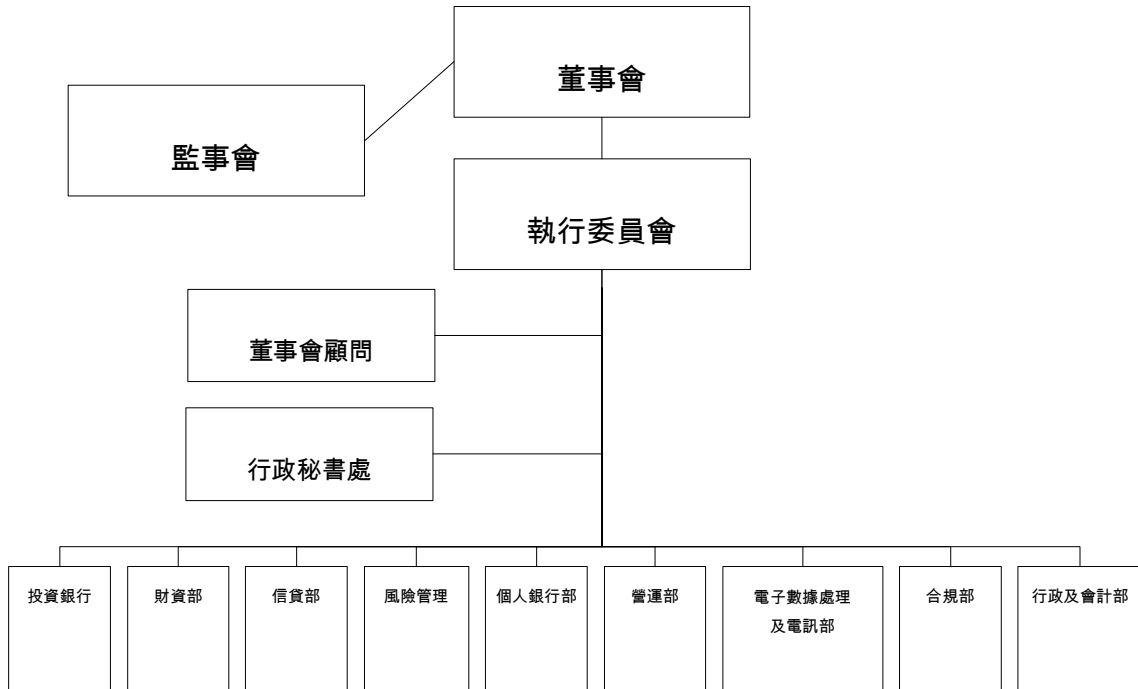 董事會
監事會
執行委員會
董事會顧問
行政秘書處
投資銀行
財資部
信貸部
風險管理
個人銀行部
營運部
電子數據處理
及電訊部
合規部
行政及會計部